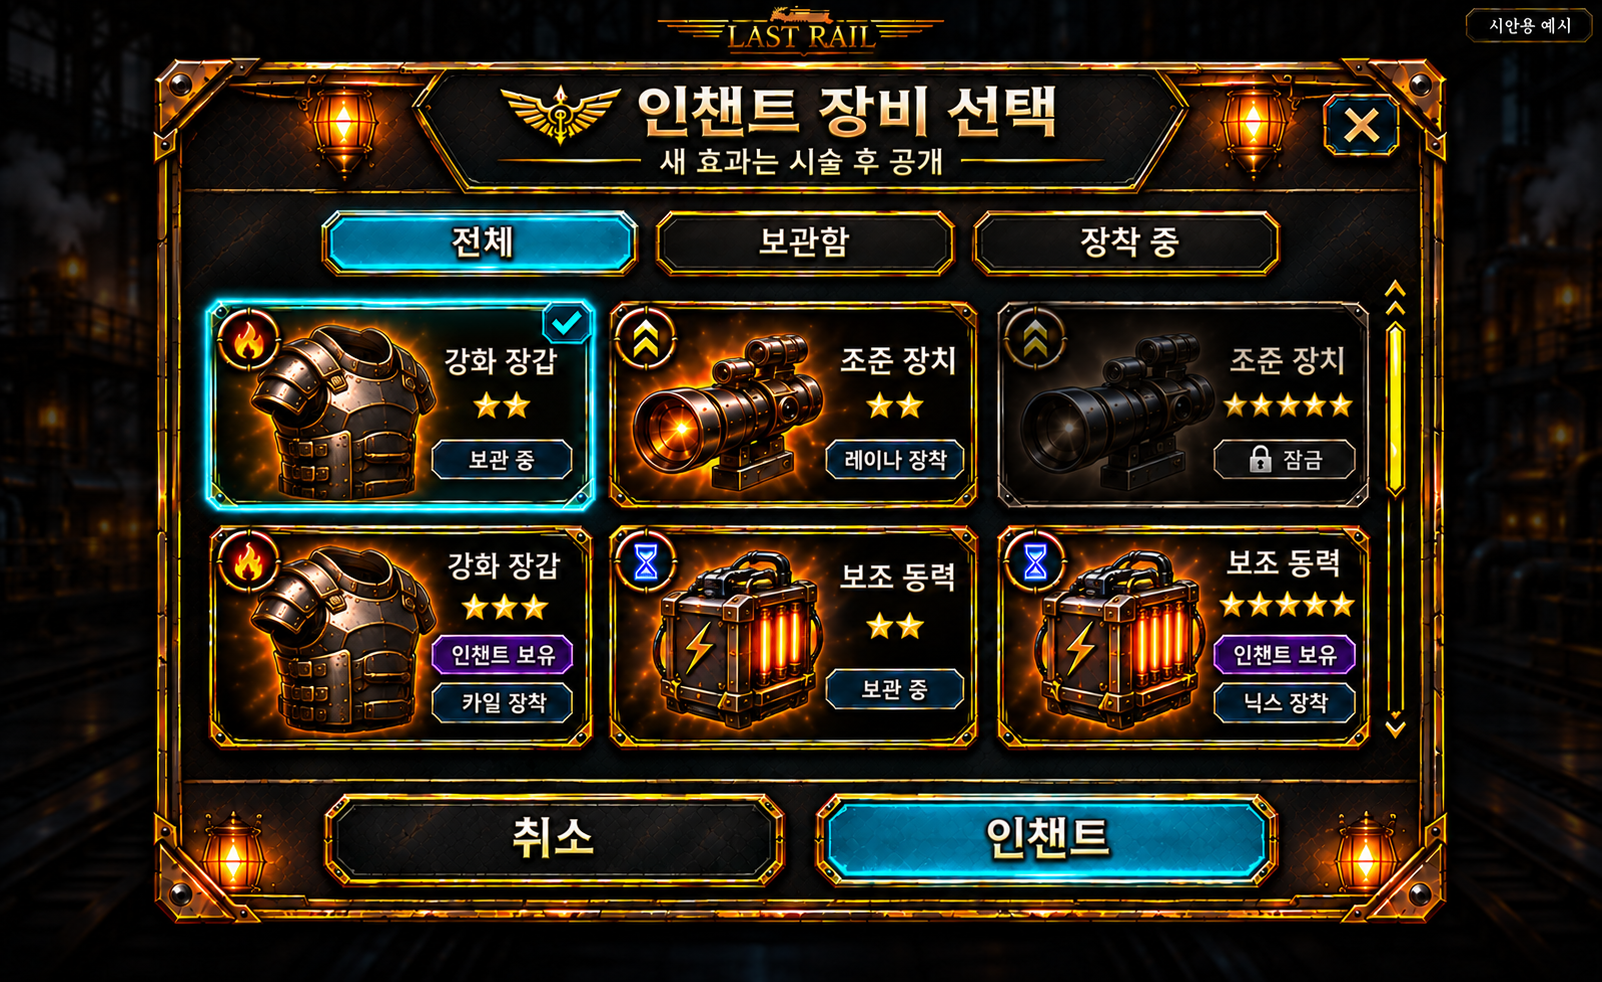 LAST RAIL
시안용 예시
인챈트 장비 선택
새 효과는 시술 후 공개
전체
보관함
장착 중
강화 장갑
보관 중
조준 장치
레이나 장착
조준 장치
잠금
강화 장갑
인챈트 보유
카일 장착
보조 동력
보관 중
보조 동력
인챈트 보유
닉스 장착
취소
인챈트